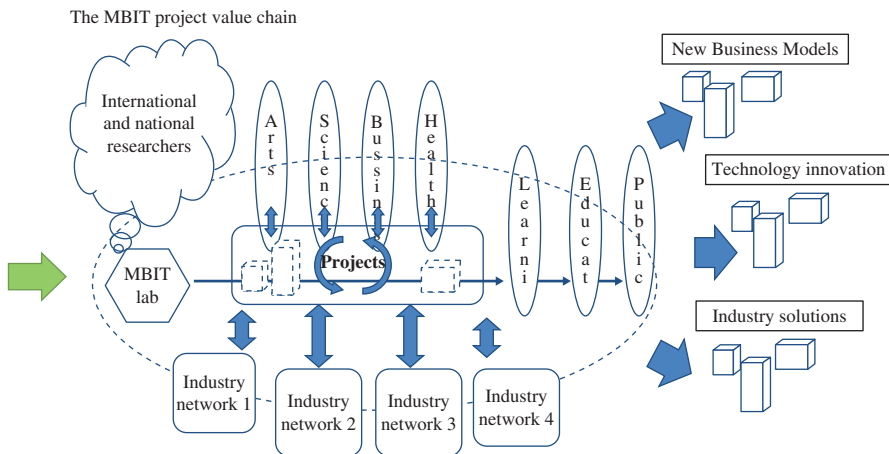 The MBIT project value chain
International
and national
researchers
Arts
Scienc
Bussin
Health
Learni
Educat
Public
New Business Models
Technology innovation
Industry solutions
MBIT
lab
Projects
Industry
network 1
Industry
network 2
Industry
network 3
Industry
network 4